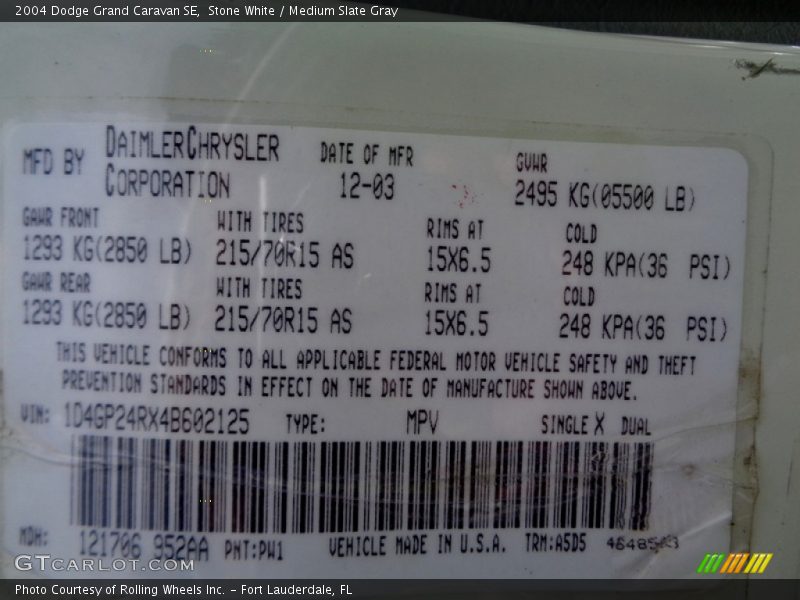 2004 Dodge Grand Caravan SE, Stone White / Medium Slate Gray
MFD BY DAIMLERCHRYSLER CORPORATION DATE OF MFR 12-03 GVWR 2495 KG(05500 LB)
GAWR FRONT WITH TIRES RIMS AT COLD
1293 KG(2850 LB) 215/70R15 AS 15X6.5 248 KPA(36 PSI)
GAWR REAR WITH TIRES RIMS AT COLD
1293 KG(2850 LB) 215/70R15 AS 15X6.5 248 KPA(36 PSI)
THIS VEHICLE CONFORMS TO ALL APPLICABLE FEDERAL MOTOR VEHICLE SAFETY AND THEFT
PREVENTION STANDARDS IN EFFECT ON THE DATE OF MANUFACTURE SHOWN ABOVE.
VIN: 1D4GP24RX4B602125 TYPE: MPV SINGLE X DUAL
MDH: 121706 952AA PNT:PW1 VEHICLE MADE IN U.S.A. TRM:A5D5
GTCARLOT.COM
Photo Courtesy of Rolling Wheels Inc. – Fort Lauderdale, FL